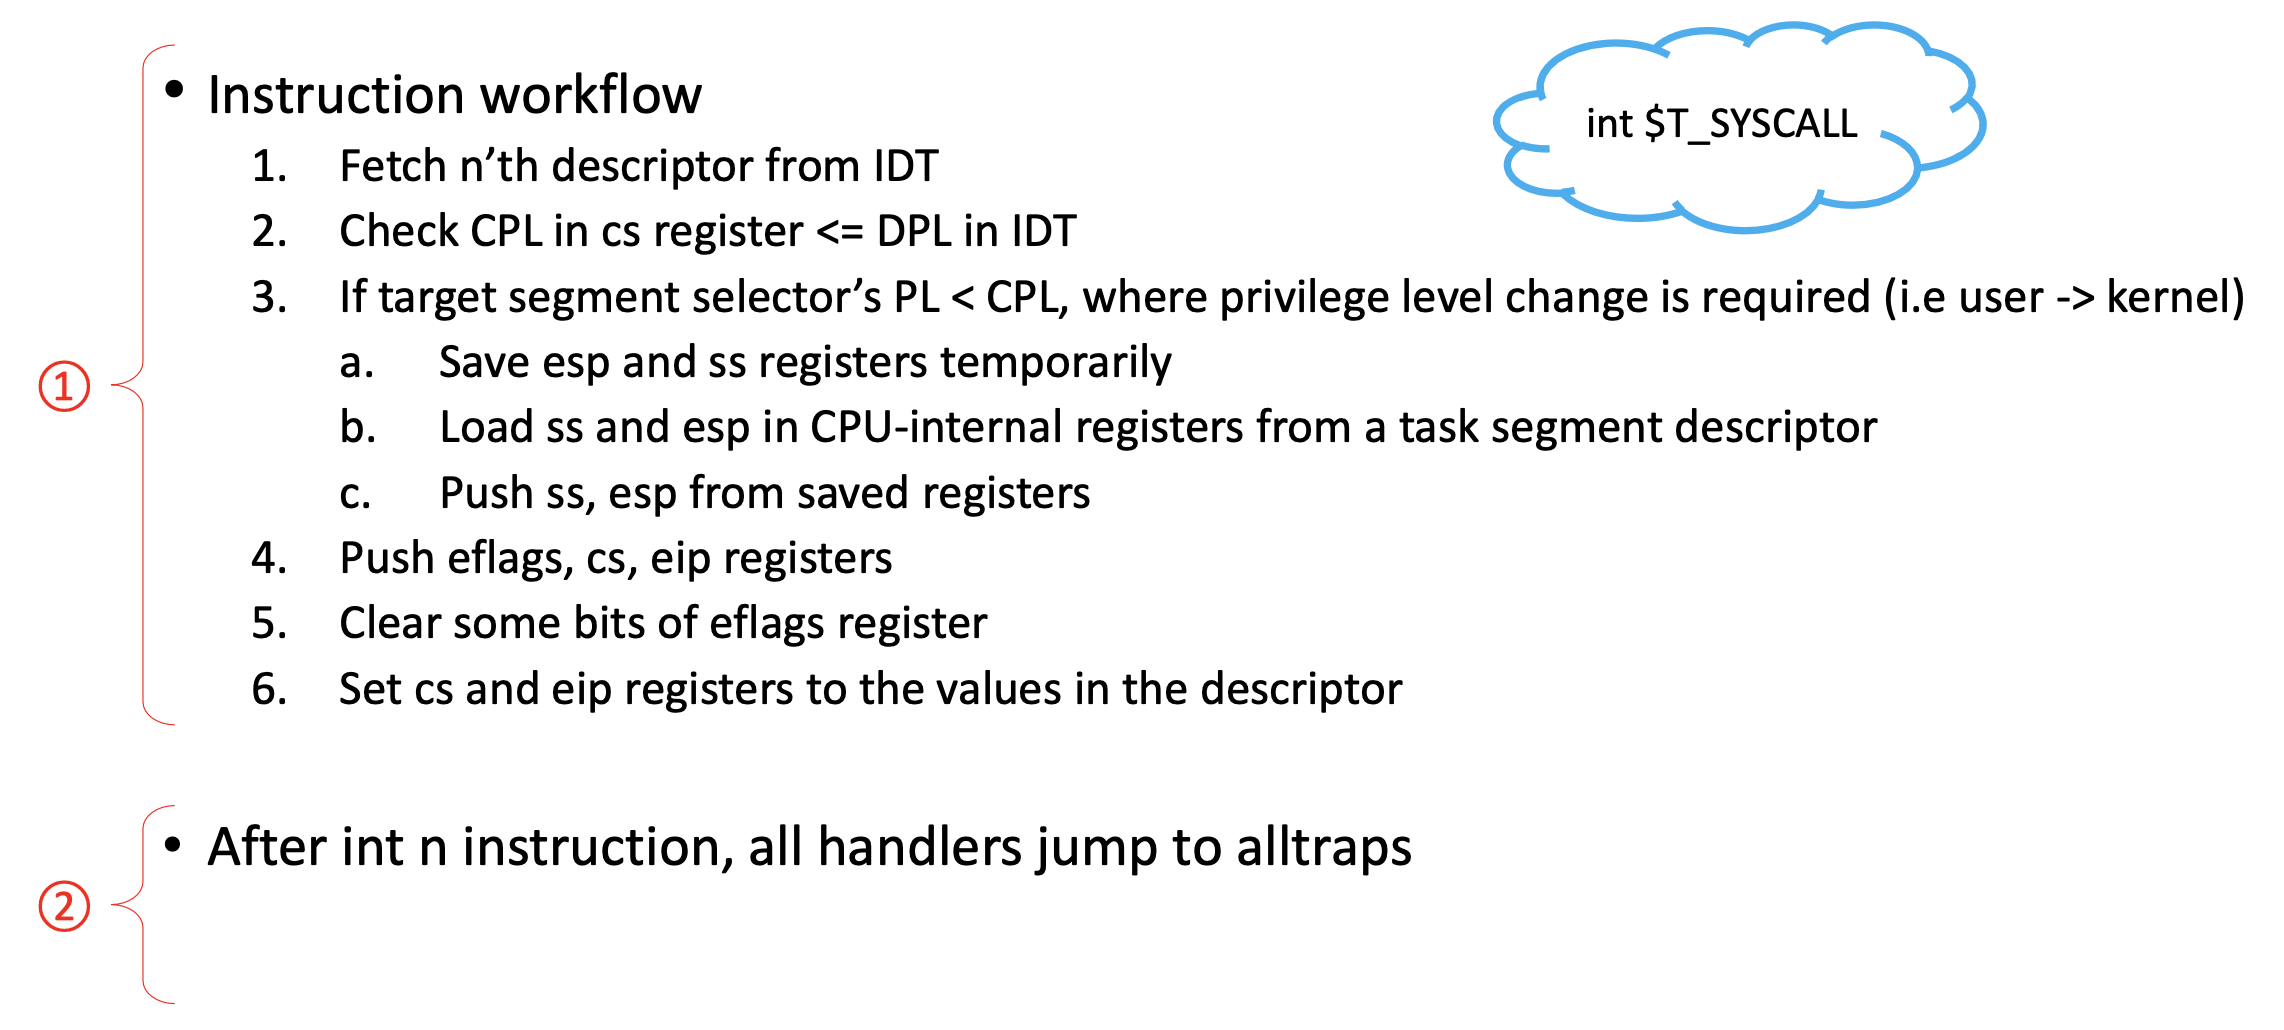 • Instruction workflow
int $T_SYSCALL
1. Fetch n’th descriptor from IDT
2. Check CPL in cs register <= DPL in IDT
3. If target segment selector’s PL < CPL, where privilege level change is required (i.e user -> kernel)
a. Save esp and ss registers temporarily
b. Load ss and esp in CPU-internal registers from a task segment descriptor
①
c. Push ss, esp from saved registers
4. Push eflags, cs, eip registers
5. Clear some bits of eflags register
6. Set cs and eip registers to the values in the descriptor
• After int n instruction, all handlers jump to alltraps
②